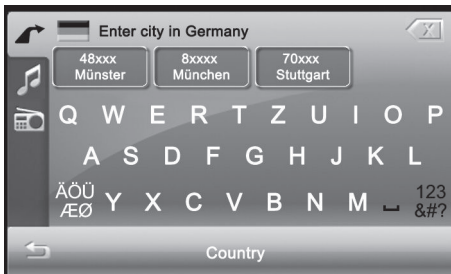 Enter city in Germany
48xxx 8xxxx 70xxx
Münster München Stuttgart
Q W E R T Z U I O P
A S D F G H J K L
ÄÖÜ 123
ÆØ Y X C V B N M &#?
Country